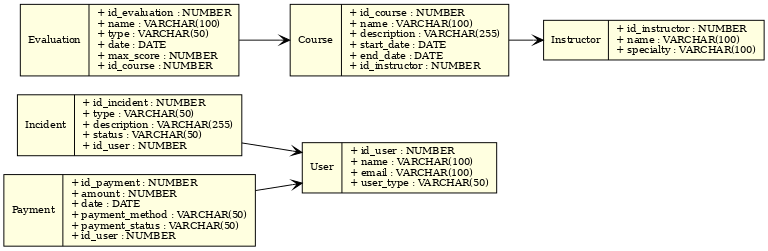 Evaluation
+ id_evaluation : NUMBER
+ name : VARCHAR(100)
+ type : VARCHAR(50)
+ date : DATE
+ max_score : NUMBER
+ id_course : NUMBER
Course
+ id_course : NUMBER
+ name : VARCHAR(100)
+ description : VARCHAR(255)
+ start_date : DATE
+ end_date : DATE
+ id_instructor : NUMBER
Instructor
+ id_instructor : NUMBER
+ name : VARCHAR(100)
+ specialty : VARCHAR(100)
Incident
+ id_incident : NUMBER
+ type : VARCHAR(50)
+ description : VARCHAR(255)
+ status : VARCHAR(50)
+ id_user : NUMBER
User
+ id_user : NUMBER
+ name : VARCHAR(100)
+ email : VARCHAR(100)
+ user_type : VARCHAR(50)
Payment
+ id_payment : NUMBER
+ amount : NUMBER
+ date : DATE
+ payment_method : VARCHAR(50)
+ payment_status : VARCHAR(50)
+ id_user : NUMBER